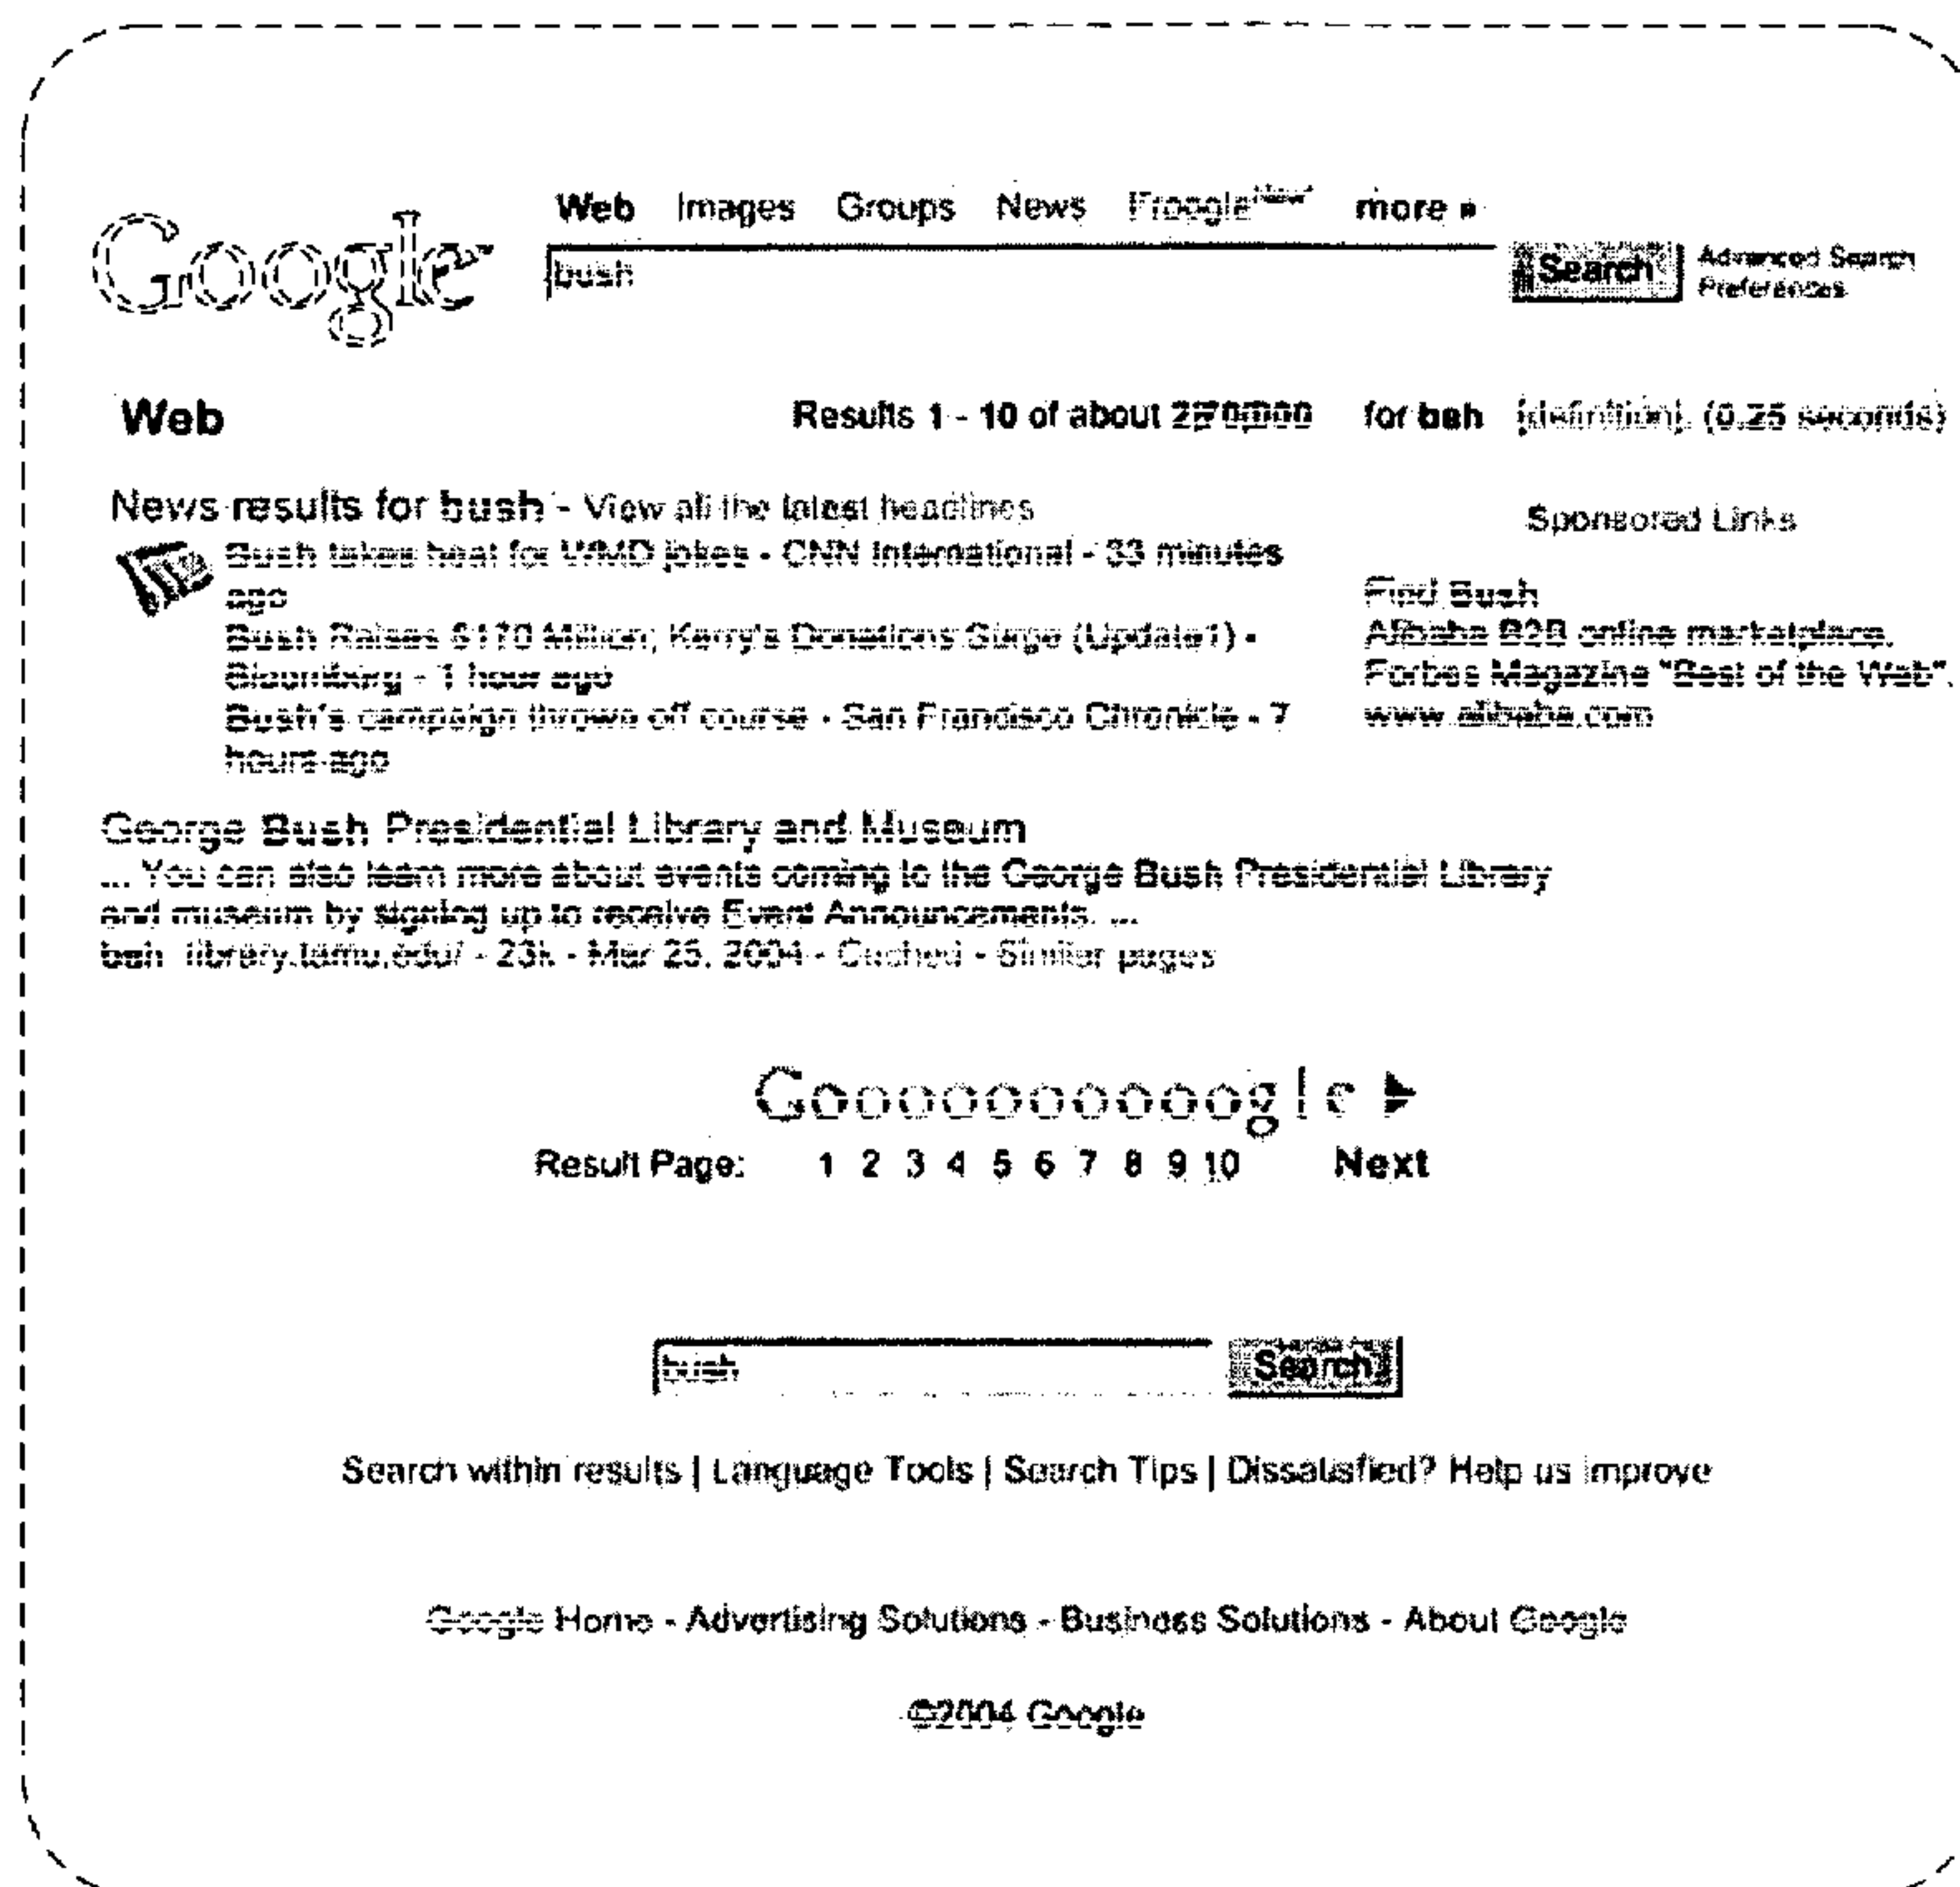 Web Images Groups News Froogle New! more »
Google
bush
Search
Advanced Search
Preferences
Web
Results 1 - 10 of about for bsh [definition]. (0.25 seconds)
News results for bush - View all the latest headlines
Sponsored Links
Bush takes heat for WMD jokes - CNN International - 33 minutes
ago
Bush Raises $170 Million; Kerry's Donations Surge (Update1) -
Bloomberg - 1 hour ago
Bush's campaign thrown off course - San Francisco Chronicle - 7
hours ago
Find Bush
Alibaba B2B online marketplace.
Forbes Magazine "Best of the Web".
www.alibaba.com
George Bush Presidential Library and Museum
... You can also learn more about events coming to the George Bush Presidential Library
and museum by signing up to receive Event Announcements. ...
bsh library.tamu.edu/ - 23k - Mar 25, 2004 - Cached - Similar pages
Gooooooooooogle
Result Page: 1 2 3 4 5 6 7 8 9 10 Next
bush
Search
Search within results | Language Tools | Search Tips | Dissatisfied? Help us improve
Google Home - Advertising Solutions - Business Solutions - About Google
©2004 Google